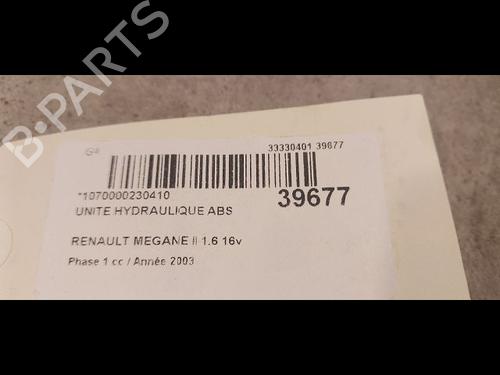 B-PARTS
33330401 39677
*1070000230410
39677
UNITE HYDRAULIQUE ABS
RENAULT MEGANE II 1.6 16v
Phase 1 cc / Année 2003